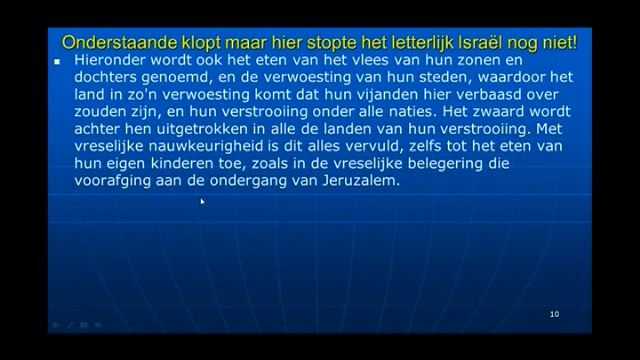 Onderstaande klopt maar hier stopte het letterlijk Israël nog niet!
Hieronder wordt ook het eten van het vlees van hun zonen en
dochters genoemd, en de verwoesting van hun steden, waardoor het
land in zo'n verwoesting komt dat hun vijanden hier verbaasd over
zouden zijn, en hun verstrooiing onder alle naties. Het zwaard wordt
achter hen uitgetrokken in alle de landen van hun verstrooiing. Met
vreselijke nauwkeurigheid is dit alles vervuld, zelfs tot het eten van
hun eigen kinderen toe, zoals in de vreselijke belegering die
voorafging aan de ondergang van Jeruzalem.
10